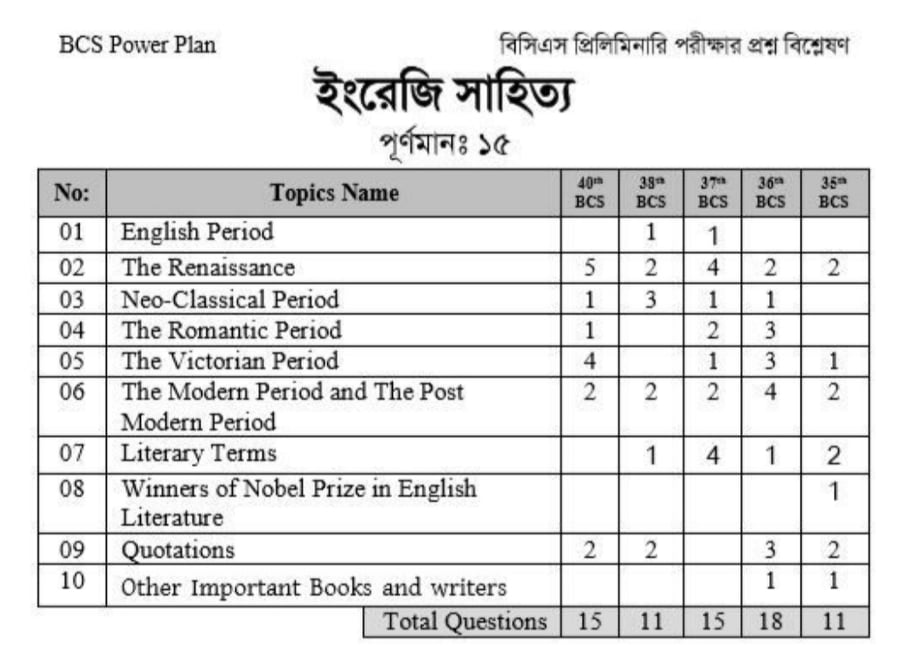 BCS Power Plan বিসিএস প্রিলিমিনারি পরীক্ষার প্রশ্ন বিশ্লেষণ
ইংরেজি সাহিত্য
পূর্ণমানঃ ১৫
No: Topics Name 40th BCS 38th BCS 37th BCS 36th BCS 35th BCS
01 English Period 1 1
02 The Renaissance 5 2 4 2 2
03 Neo-Classical Period 1 3 1 1
04 The Romantic Period 1 2 3
05 The Victorian Period 4 1 3 1
06 The Modern Period and The Post 2 2 2 4 2
Modern Period
07 Literary Terms 1 4 1 2
08 Winners of Nobel Prize in English 1
Literature
09 Quotations 2 2 3 2
10 Other Important Books and writers 1 1
Total Questions 15 11 15 18 11